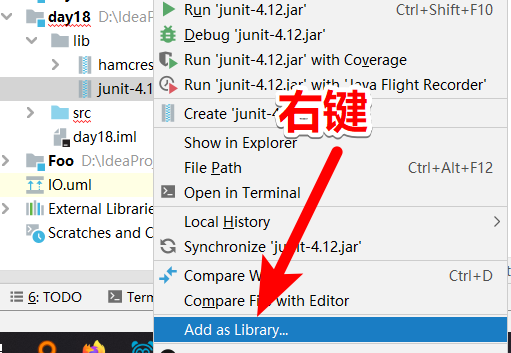 day18 D:\IdeaP
lib
hamcres
junit-4.1
src
day18.iml
Foo D:\IdeaProj
IO.uml
External Librarie
Scratches and C
6: TODO
Term
Run 'junit-4.12.jar' Ctrl+Shift+F10
Debug 'junit-4.12.jar'
Run 'junit-4.12.jar' with Coverage
Run 'junit-4.12.jar' with 'Java Flight Recorder'
Create 'junit-4.
右键
Show in Explorer
File Path Ctrl+Alt+F12
Open in Terminal
Local History
Synchronize 'junit-4.12.jar'
Compare W Ctrl+D
Compare File with Editor
Add as Library...